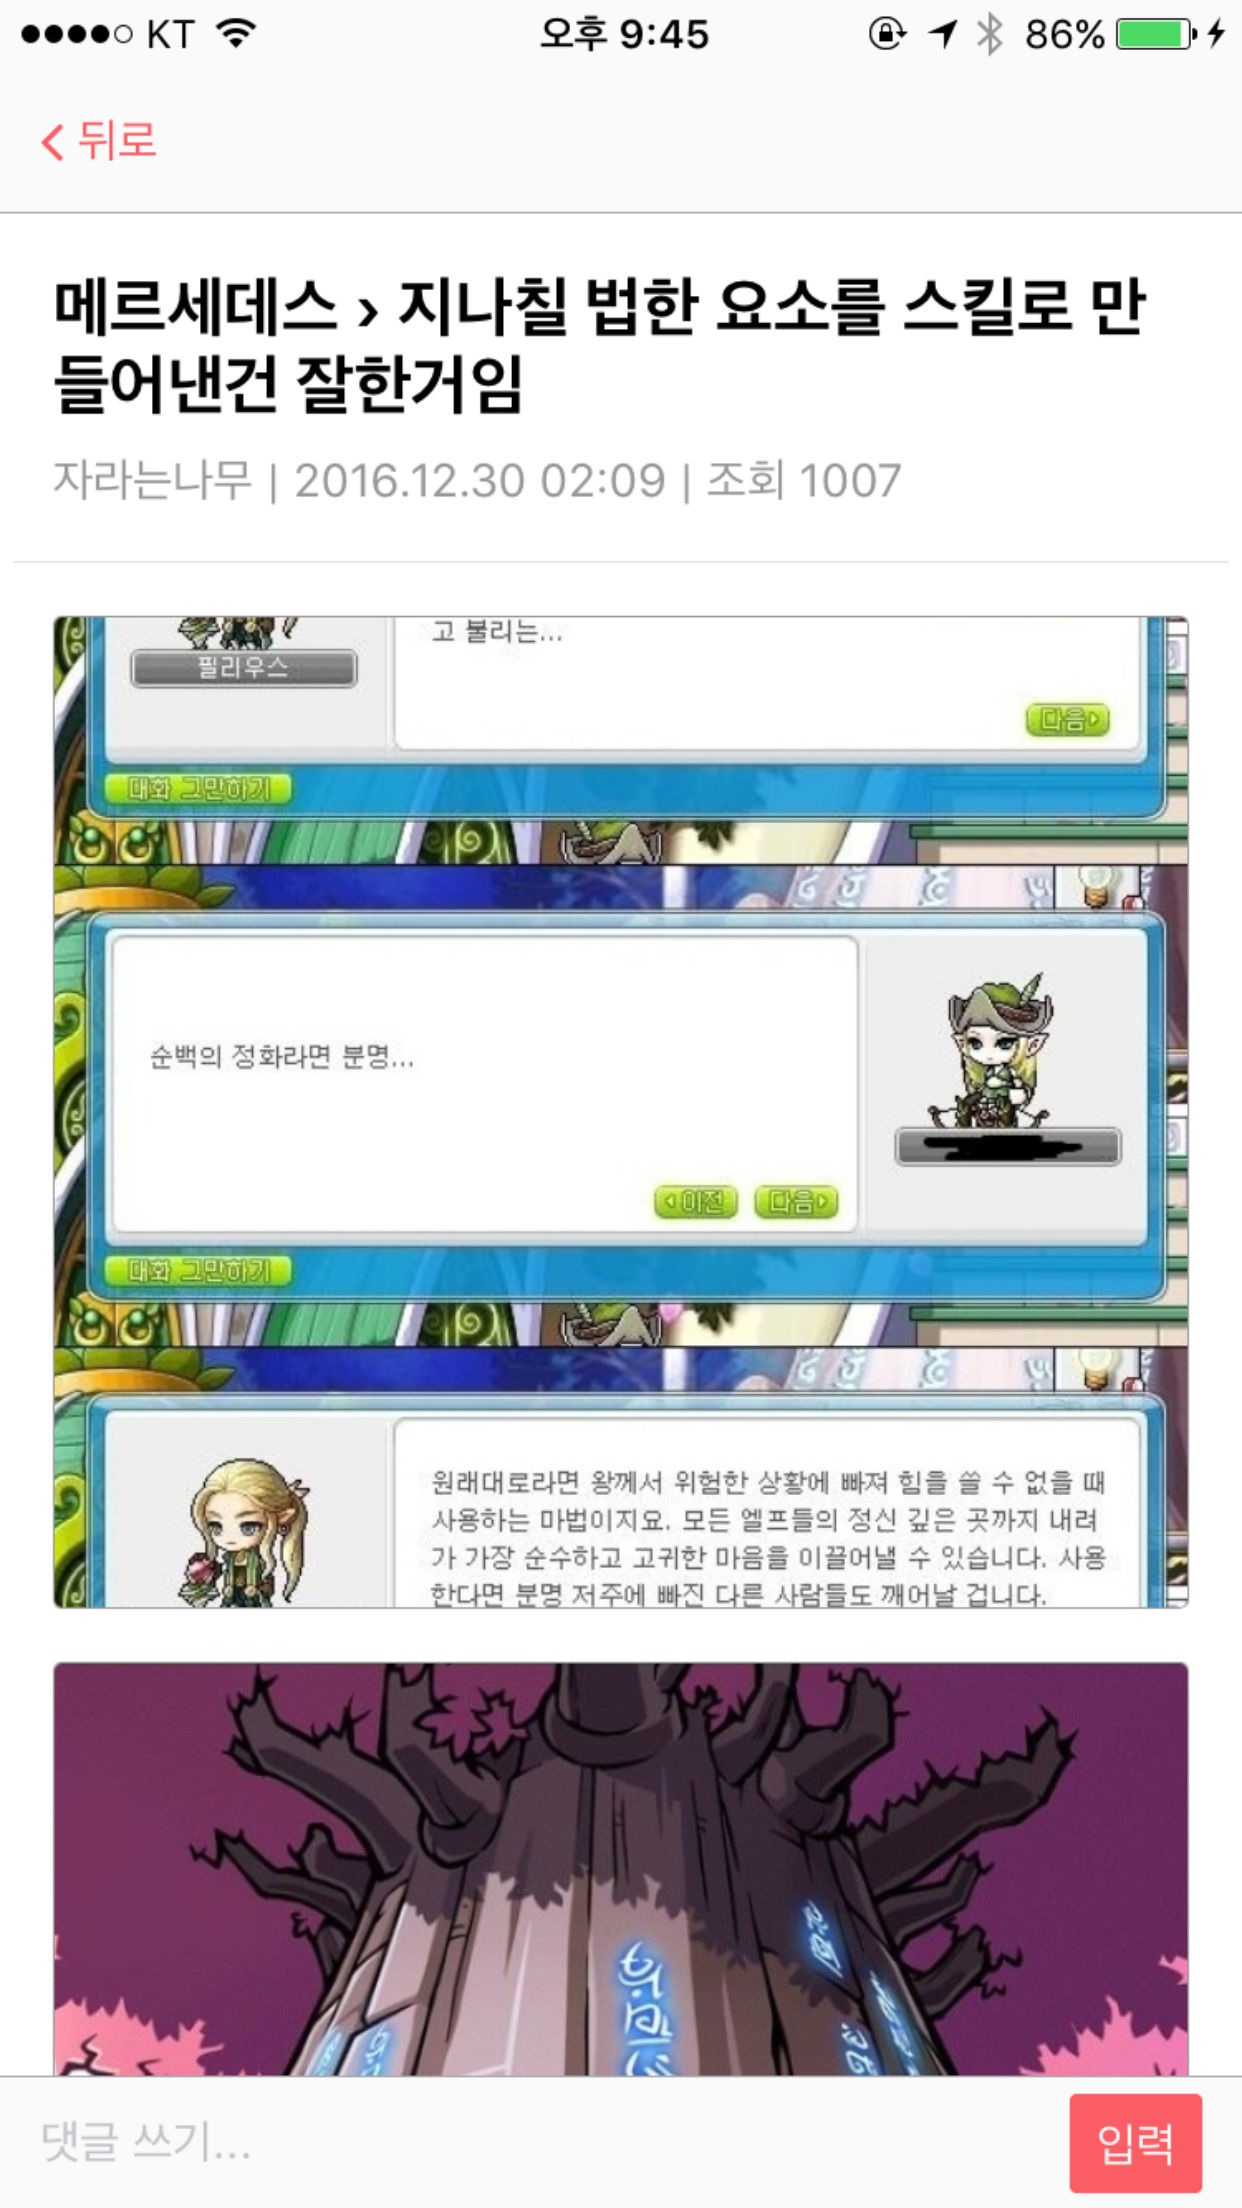 KT 오후 9:45 86%
뒤로
메르세데스 › 지나칠 법한 요소를 스킬로 만
들어낸건 잘한거임
자라는나무 | 2016.12.30 02:09 | 조회 1007
고 불리는...
필리우스
다음
대화 그만하기
순백의 정화라면 분명...
이전 다음
대화 그만하기
원래대로라면 왕께서 위험한 상황에 빠져 힘을 쓸 수 없을 때
사용하는 마법이지요. 모든 엘프들의 정신 깊은 곳까지 내려
가 가장 순수하고 고귀한 마음을 이끌어낼 수 있습니다. 사용
한다면 분명 저주에 빠진 다른 사람들도 깨어날 겁니다.
댓글 쓰기...
입력